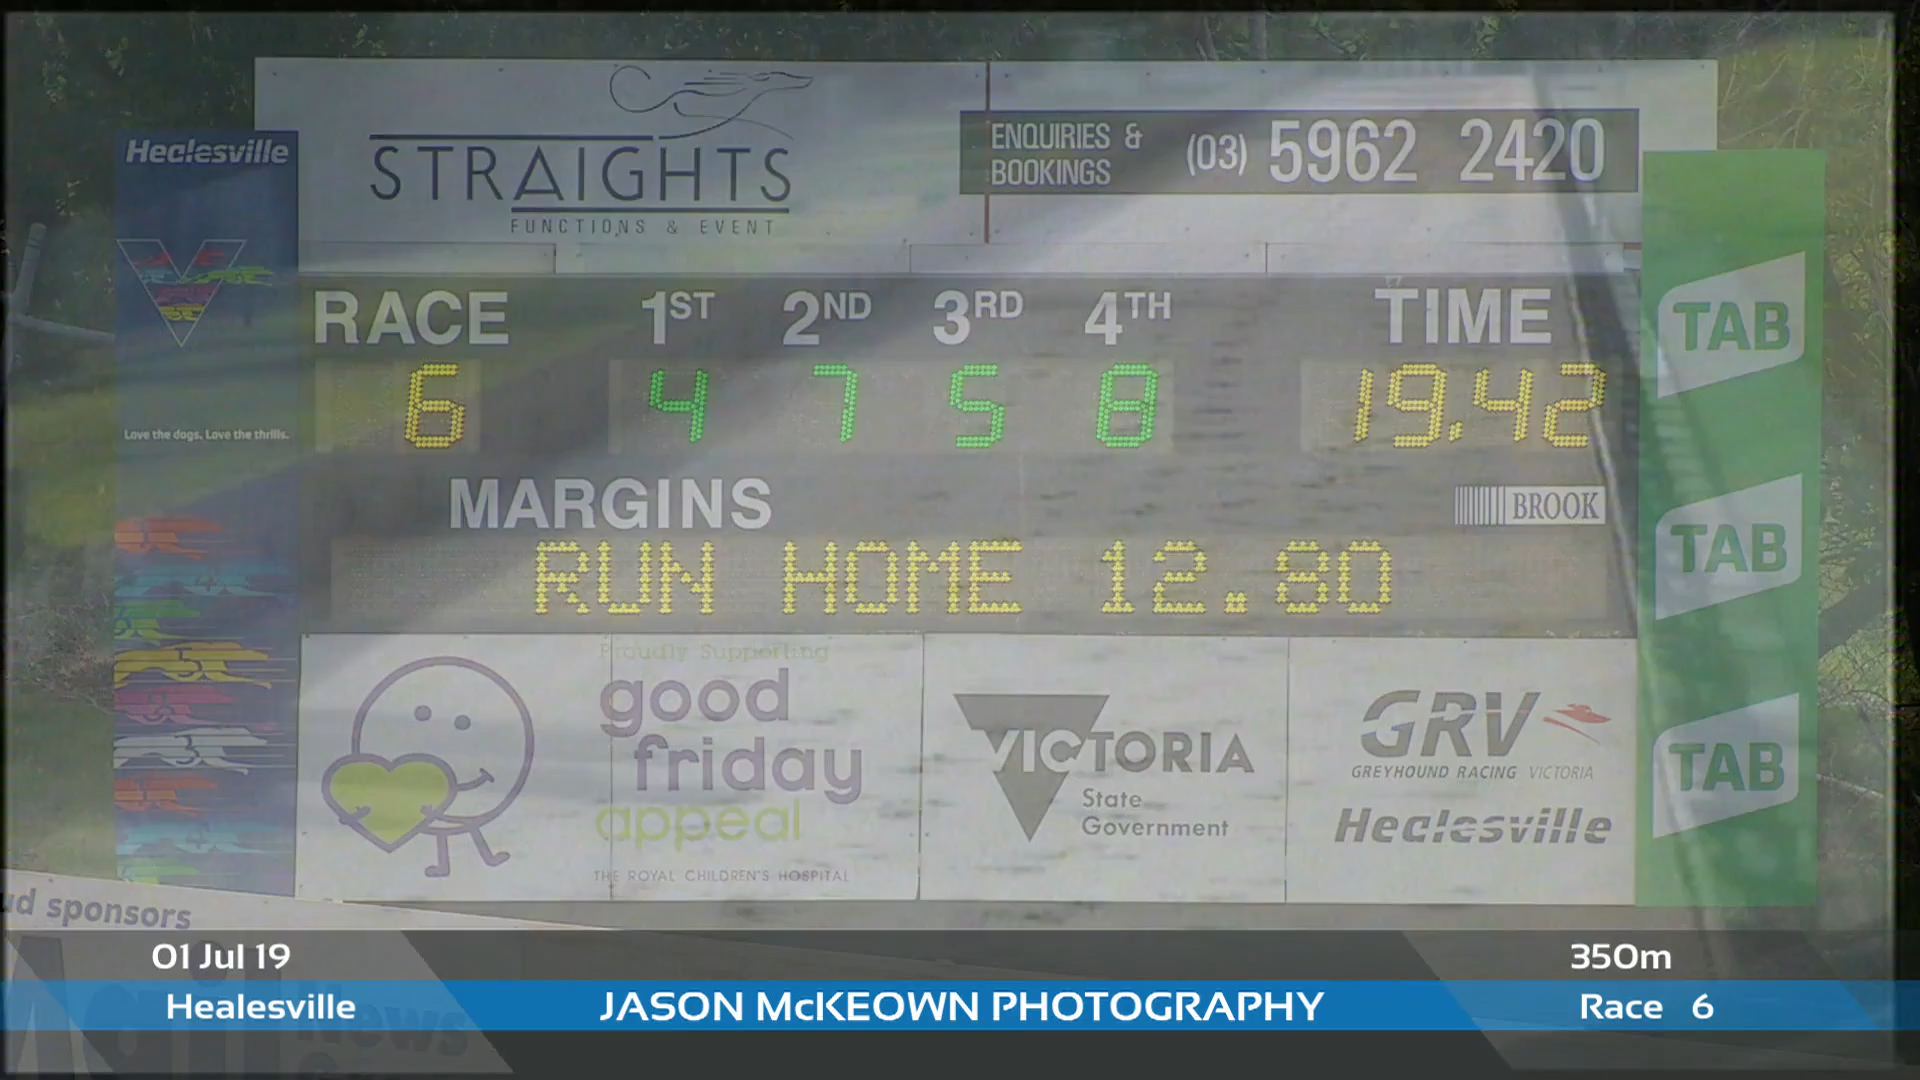 STRAIGHTS
FUNCTIONS & EVENT
ENQUIRIES & BOOKINGS (03) 5962 2420
Healesville
Love the dogs. Love the thrills.
RACE 1ST 2ND 3RD 4TH TIME
6 4 7 5 8 19.42
MARGINS
BROOK
RUN HOME 12.80
TAB
TAB
TAB
Proudly Supporting
good
friday
appeal
THE ROYAL CHILDREN'S HOSPITAL
VICTORIA
State
Government
GRV
GREYHOUND RACING VICTORIA
Healesville
sponsors
News
01 Jul 19
350m
Healesville
JASON McKEOWN PHOTOGRAPHY
Race 6